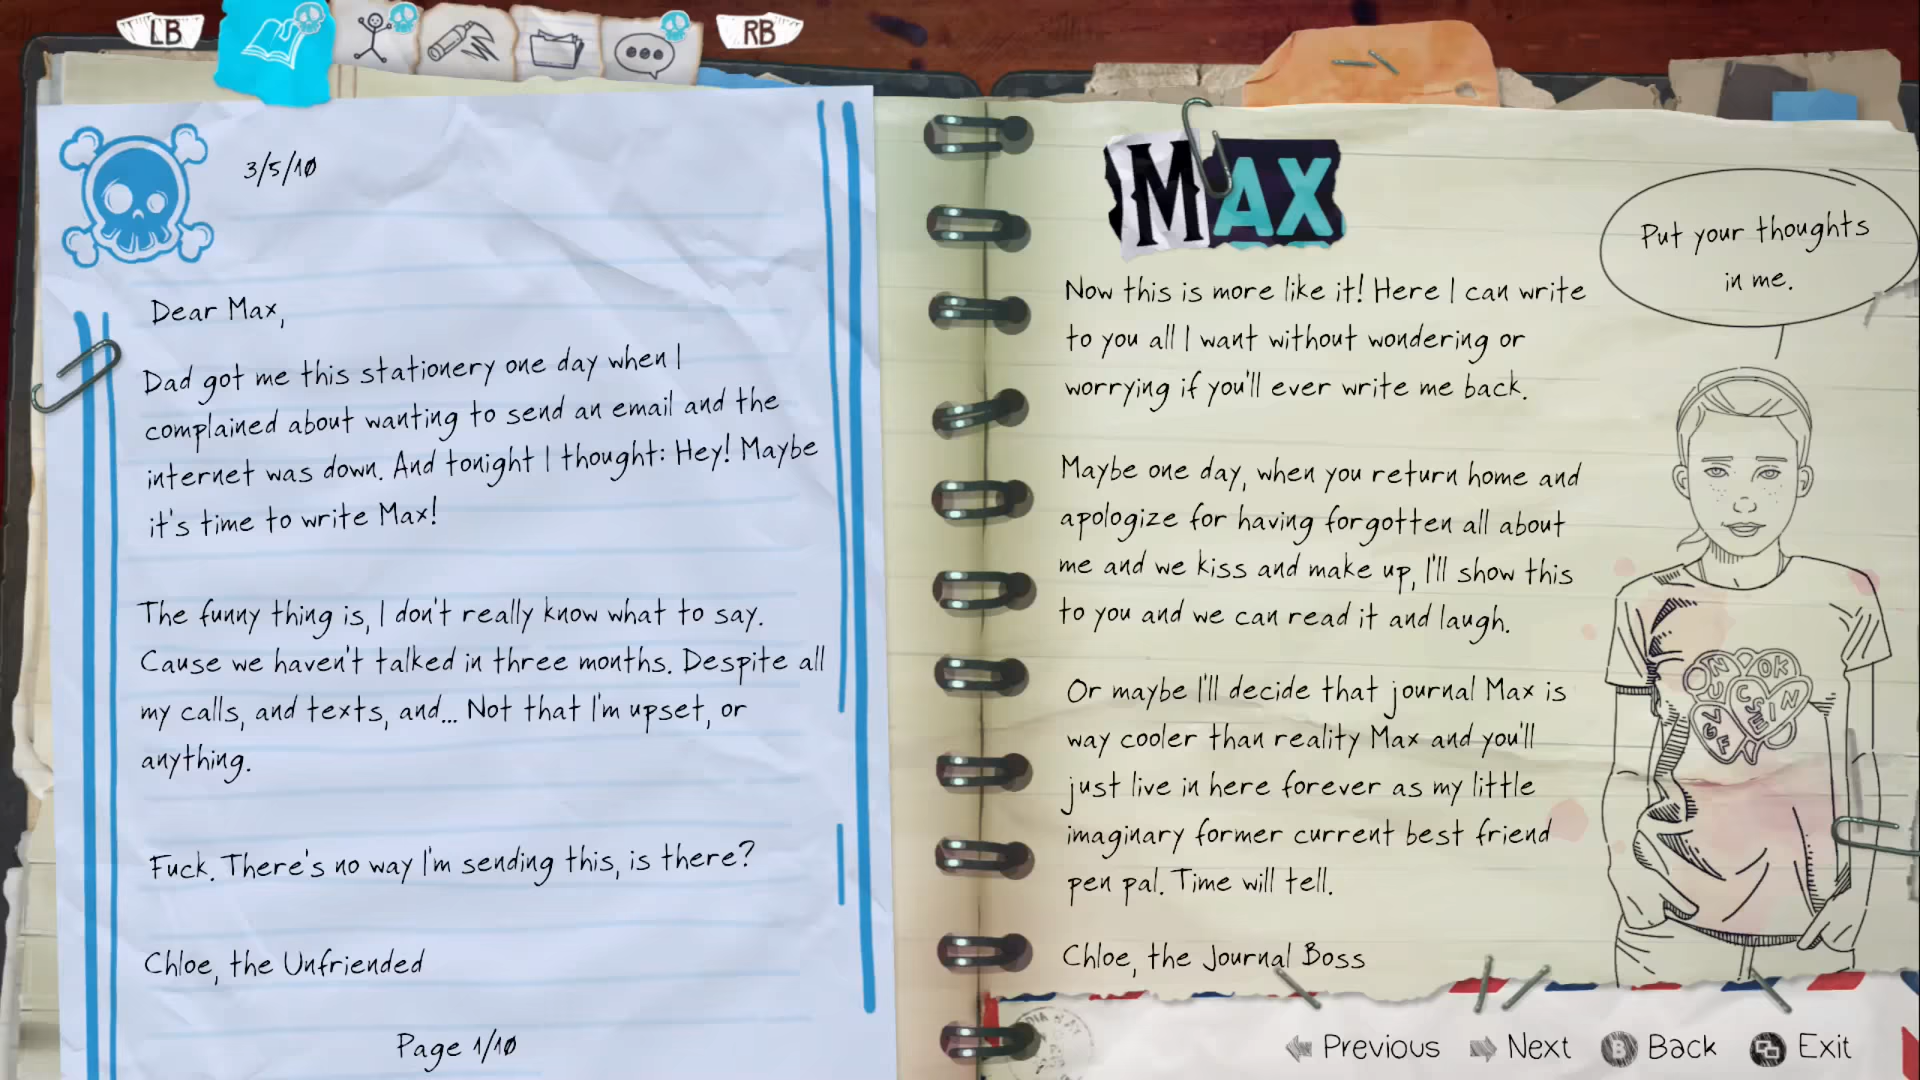 LB
RB
3/5/10
Dear Max,
Dad got me this stationery one day when I
complained about wanting to send an email and the
internet was down. And tonight I thought: Hey! Maybe
it's time to write Max!
The funny thing is, I don't really know what to say.
Cause we haven't talked in three months. Despite all
my calls, and texts, and... Not that I'm upset, or
anything.
Fuck. There's no way I'm sending this, is there?
Chloe, the Unfriended
Page 1/10
MAX
Now this is more like it! Here I can write
to you all I want without wondering or
worrying if you'll ever write me back.
Maybe one day, when you return home and
apologize for having forgotten all about
me and we kiss and make up, I'll show this
to you and we can read it and laugh.
Or maybe I'll decide that journal Max is
way cooler than reality Max and you'll
just live in here forever as my little
imaginary former current best friend
pen pal. Time will tell.
Chloe, the Journal Boss
Put your thoughts
in me.
Previous
Next
B Back
Exit